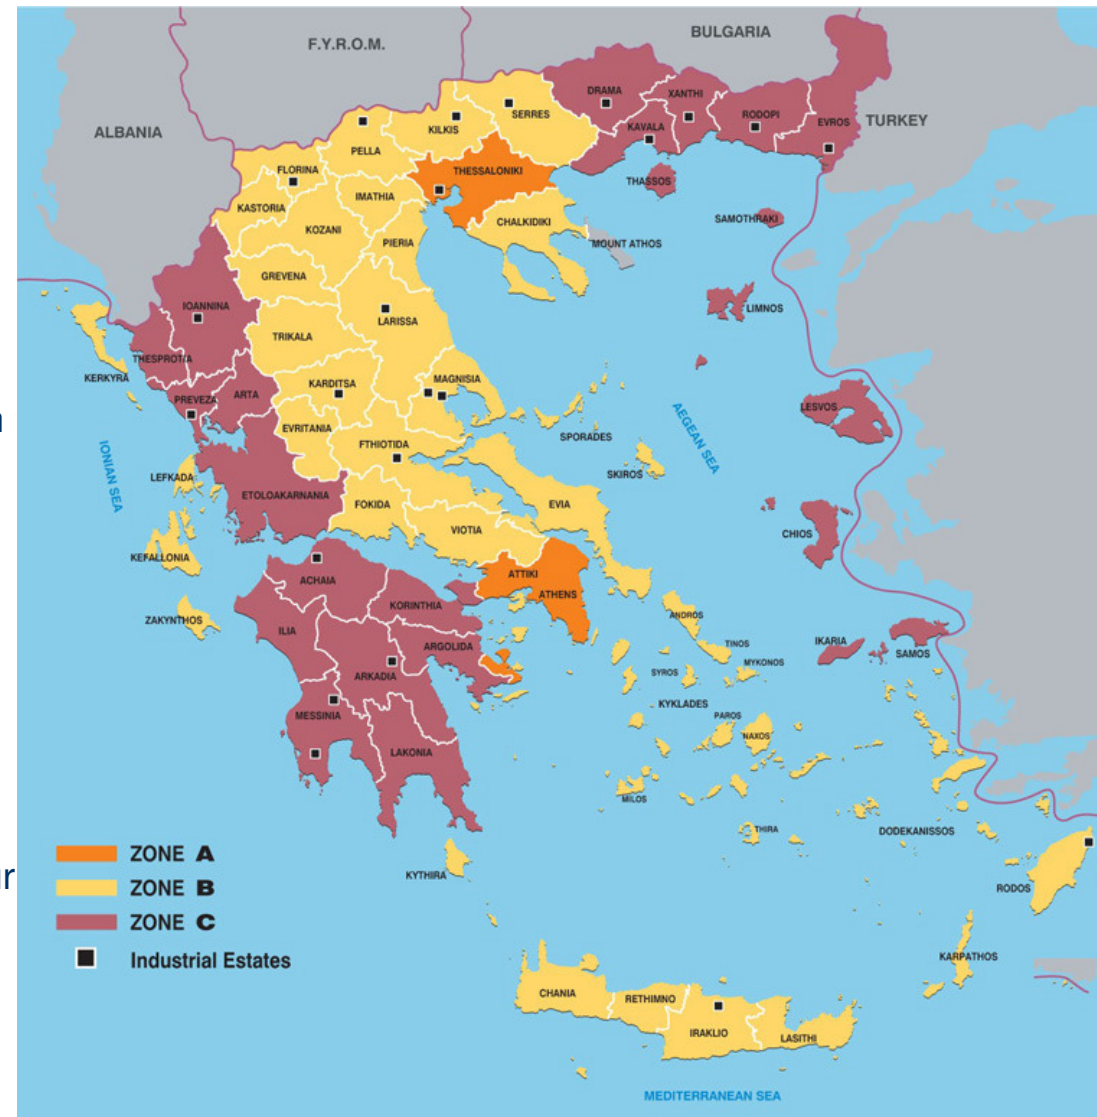 BULGARIA
F.Y.R.O.M.
ALBANIA
TURKEY
DRAMA
XANTHI
RODOPI
EVROS
KAVALA
SERRES
KILKIS
PELLA
THESSALONIKI
FLORINA
THASSOS
IMATHIA
KASTORIA
SAMOTHRAKI
CHALKIDIKI
KOZANI
PIERIA
MOUNT ATHOS
GREVENA
IOANNINA
LIMNOS
LARISSA
TRIKALA
THESPROTIA
KERKYRA
MAGNISIA
KARDITSA
ARTA
PREVEZA
LESVOS
AEGEAN SEA
EVRITANIA
SPORADES
FTHIOTIDA
IONIAN SEA
SKIROS
LEFKADA
ETOLOAKARNANIA
FOKIDA
EVIA
VIOTIA
CHIOS
KEFALLONIA
ATTIKI
ACHAIA
ATHENS
KORINTHIA
ANDROS
ZAKYNTHOS
ILIA
IKARIA
TINOS
ARGOLIDA
SAMOS
MYKONOS
SYROS
ARKADIA
KYKLADES
MESSINIA
PAROS
NAXOS
LAKONIA
MILOS
THIRA
DODEKANISSOS
ZONE A
KYTHIRA
ZONE B
RODOS
ZONE C
KARPATHOS
Industrial Estates
CHANIA
RETHIMNO
IRAKLIO
LASITHI
MEDITERRANEAN SEA